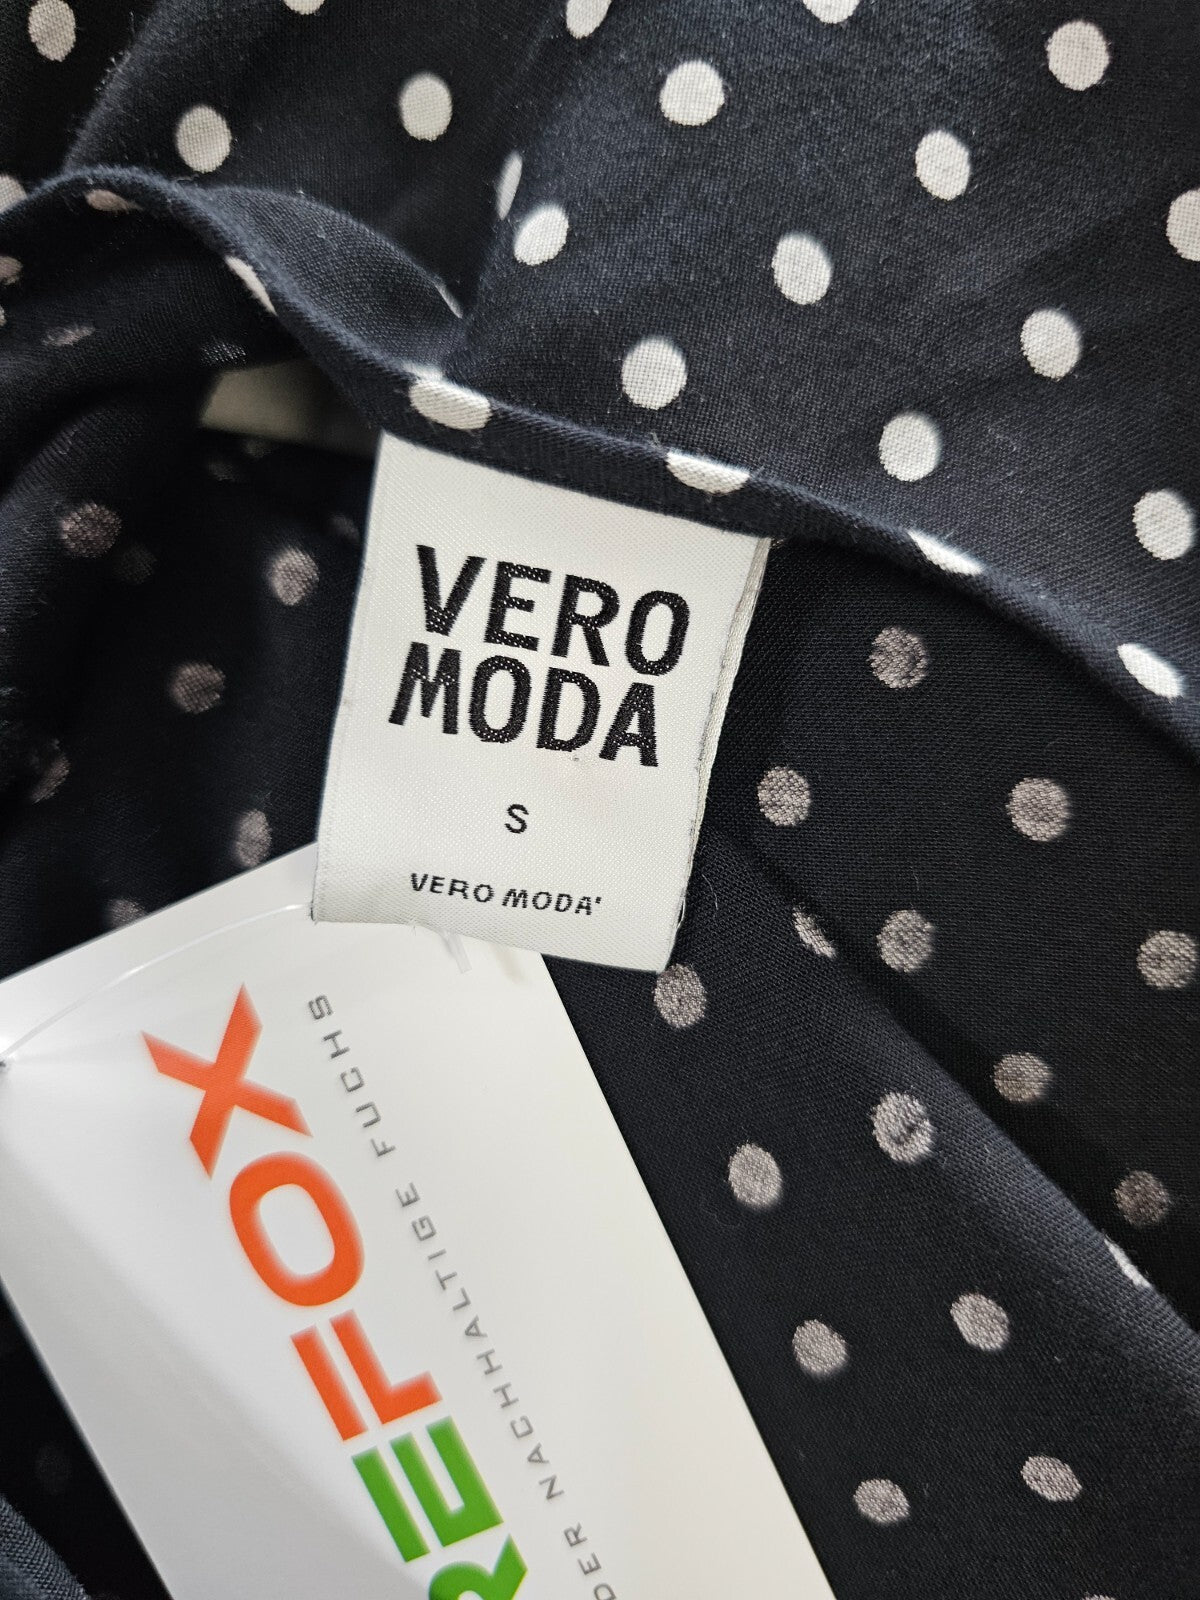 VERO
MODA
S
VERO MODA'
REFOX
DER NACHHALTIGE FUCHS